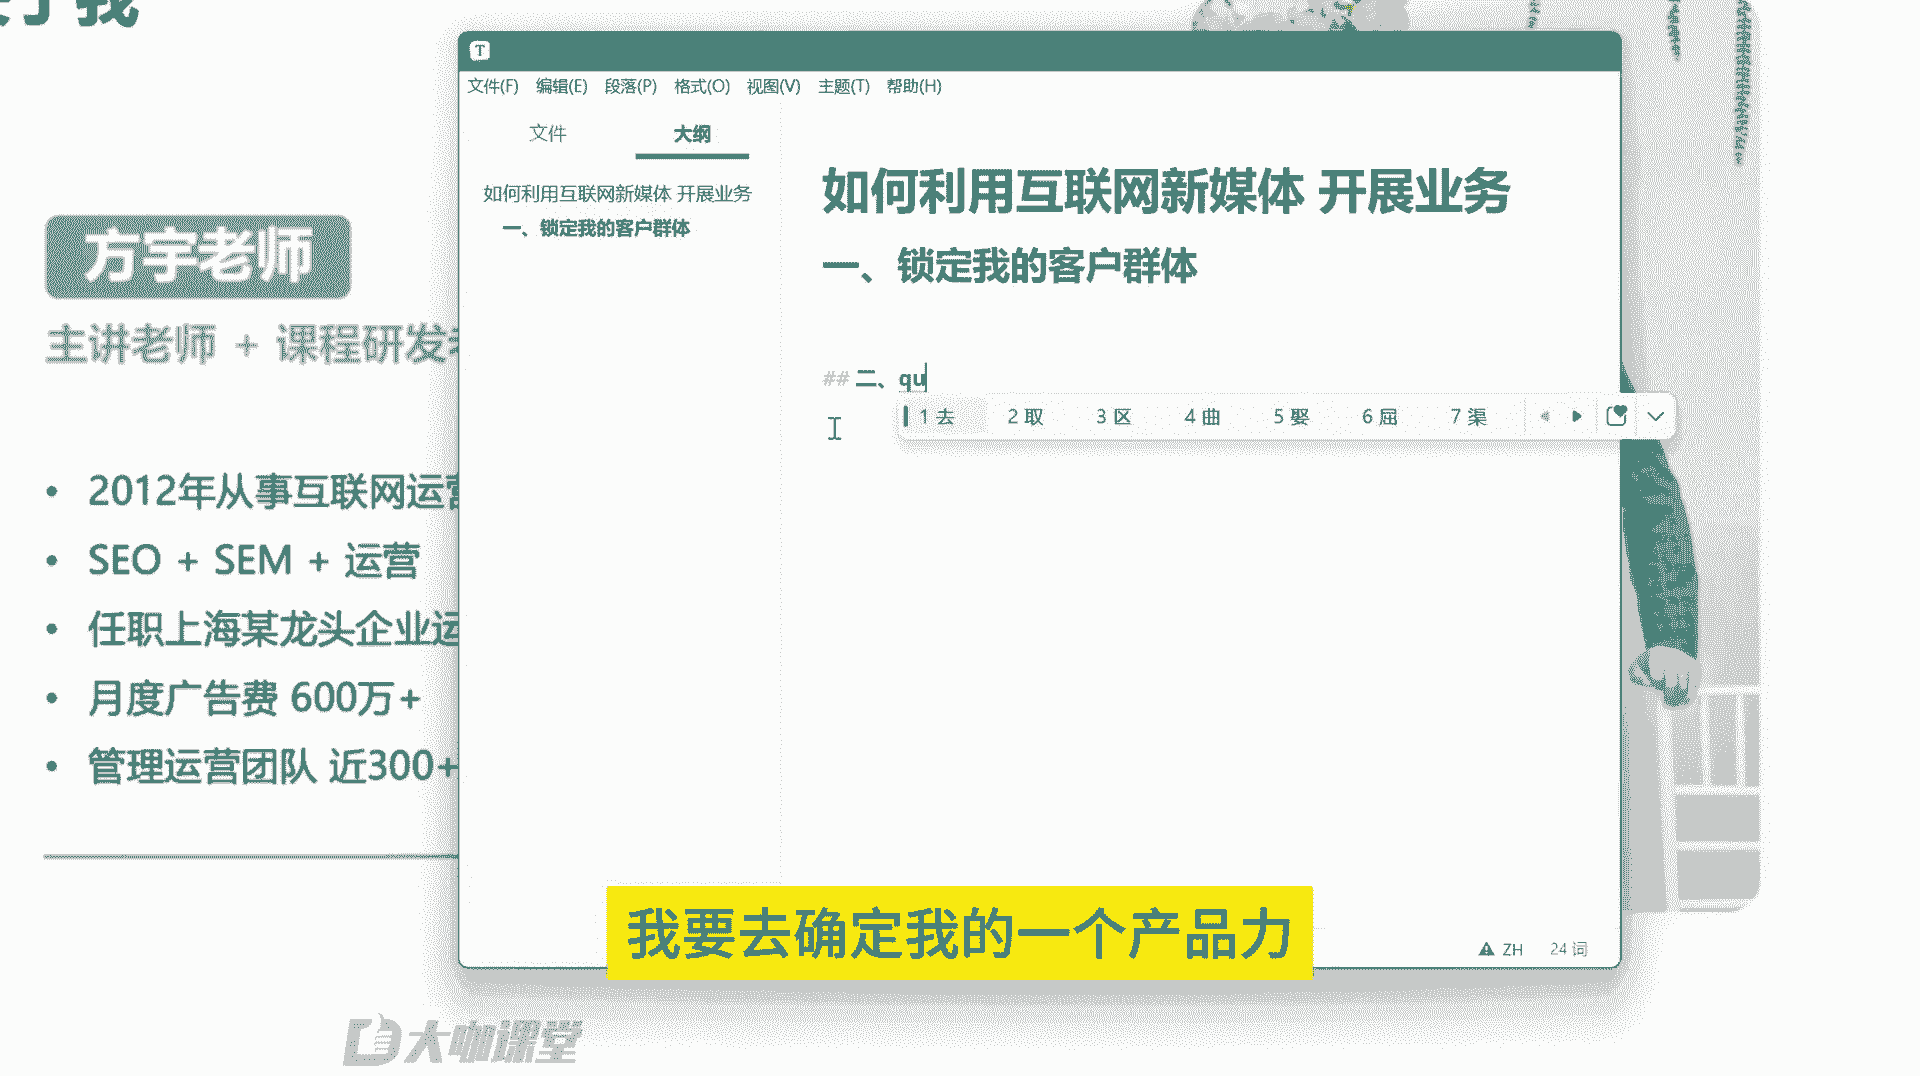 了我
方宇老师
主讲老师 + 课程研发
2012年从事互联网运营
SEO + SEM + 运营
任职上海某龙头企业运
月度广告费 600万+
管理运营团队 近300+
T
文件(F) 编辑(E) 段落(P) 格式(O) 视图(V) 主题(T) 帮助(H)
文件 大纲
如何利用互联网新媒体 开展业务
一、锁定我的客户群体
如何利用互联网新媒体 开展业务
一、锁定我的客户群体
## 二、qu
1 去 2 取 3 区 4 曲 5 娶 6 屈 7 渠
ZH 24 词
我要去确定我的一个产品力
大咖课堂